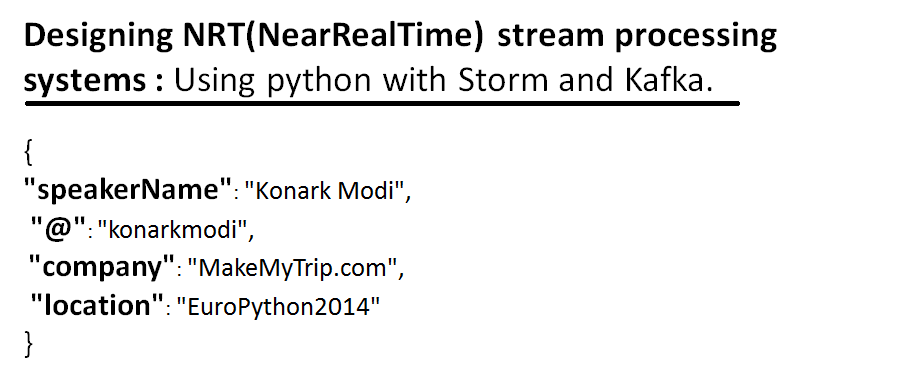 Designing NRT(NearRealTime) stream processing
systems : Using python with Storm and Kafka.
{
"speakerName": "Konark Modi",
"@": "konarkmodi",
"company": "MakeMyTrip.com",
"location": "EuroPython2014"
}